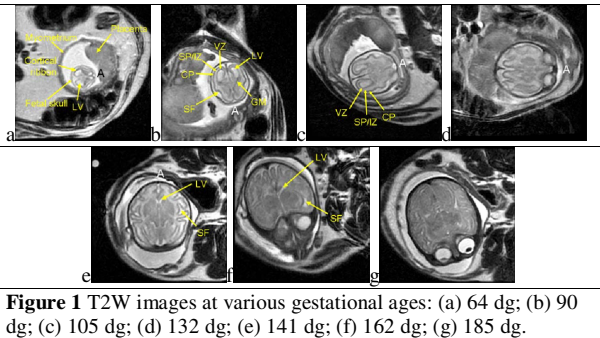 Placenta
A
Fetal skull
LV
a
VZ
LV
SP/IZ
CP
SF
GM
A
b
A
VZ
SP/IZ
CP
c
A
d
A
LV
SF
e
LV
SF
f
g
Figure 1 T2W images at various gestational ages: (a) 64 dg; (b) 90
dg; (c) 105 dg; (d) 132 dg; (e) 141 dg; (f) 162 dg; (g) 185 dg.